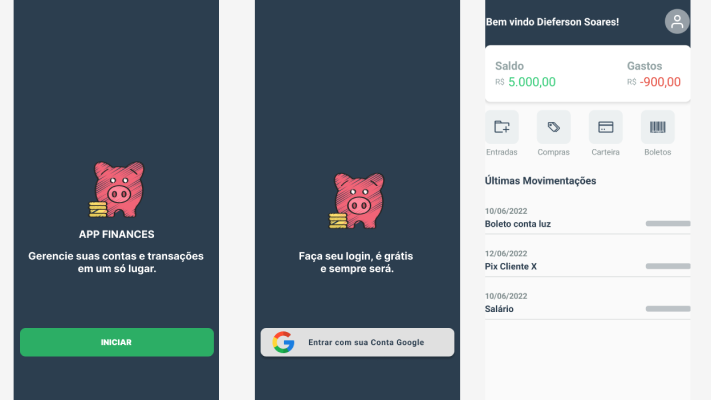 APP FINANCES
Gerencie suas contas e transações
em um só lugar.
INICIAR
Faça seu login, é grátis
e sempre será.
Entrar com sua Conta Google
Bem vindo Dieferson Soares!
Saldo
Gastos
R$ 5.000,00
R$ -900,00
Entradas
Compras
Carteira
Boletos
Últimas Movimentações
10/06/2022
Boleto conta luz
12/06/2022
Pix Cliente X
10/06/2022
Salário